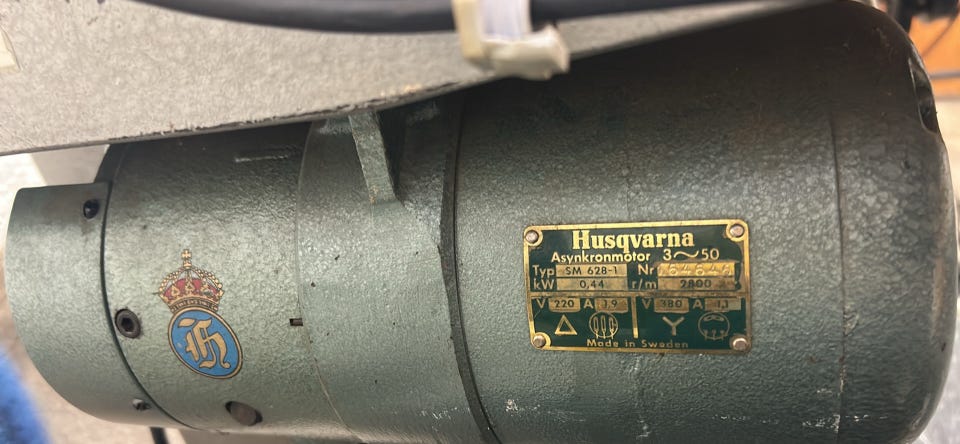 Husqvarna
Asynkronmotor 3~50
Typ SM 628-1 Nr
kW 0,44 r/m 2800
V 220 A 1,9 V 380 A 1,1
Δ Y
Made in Sweden
H